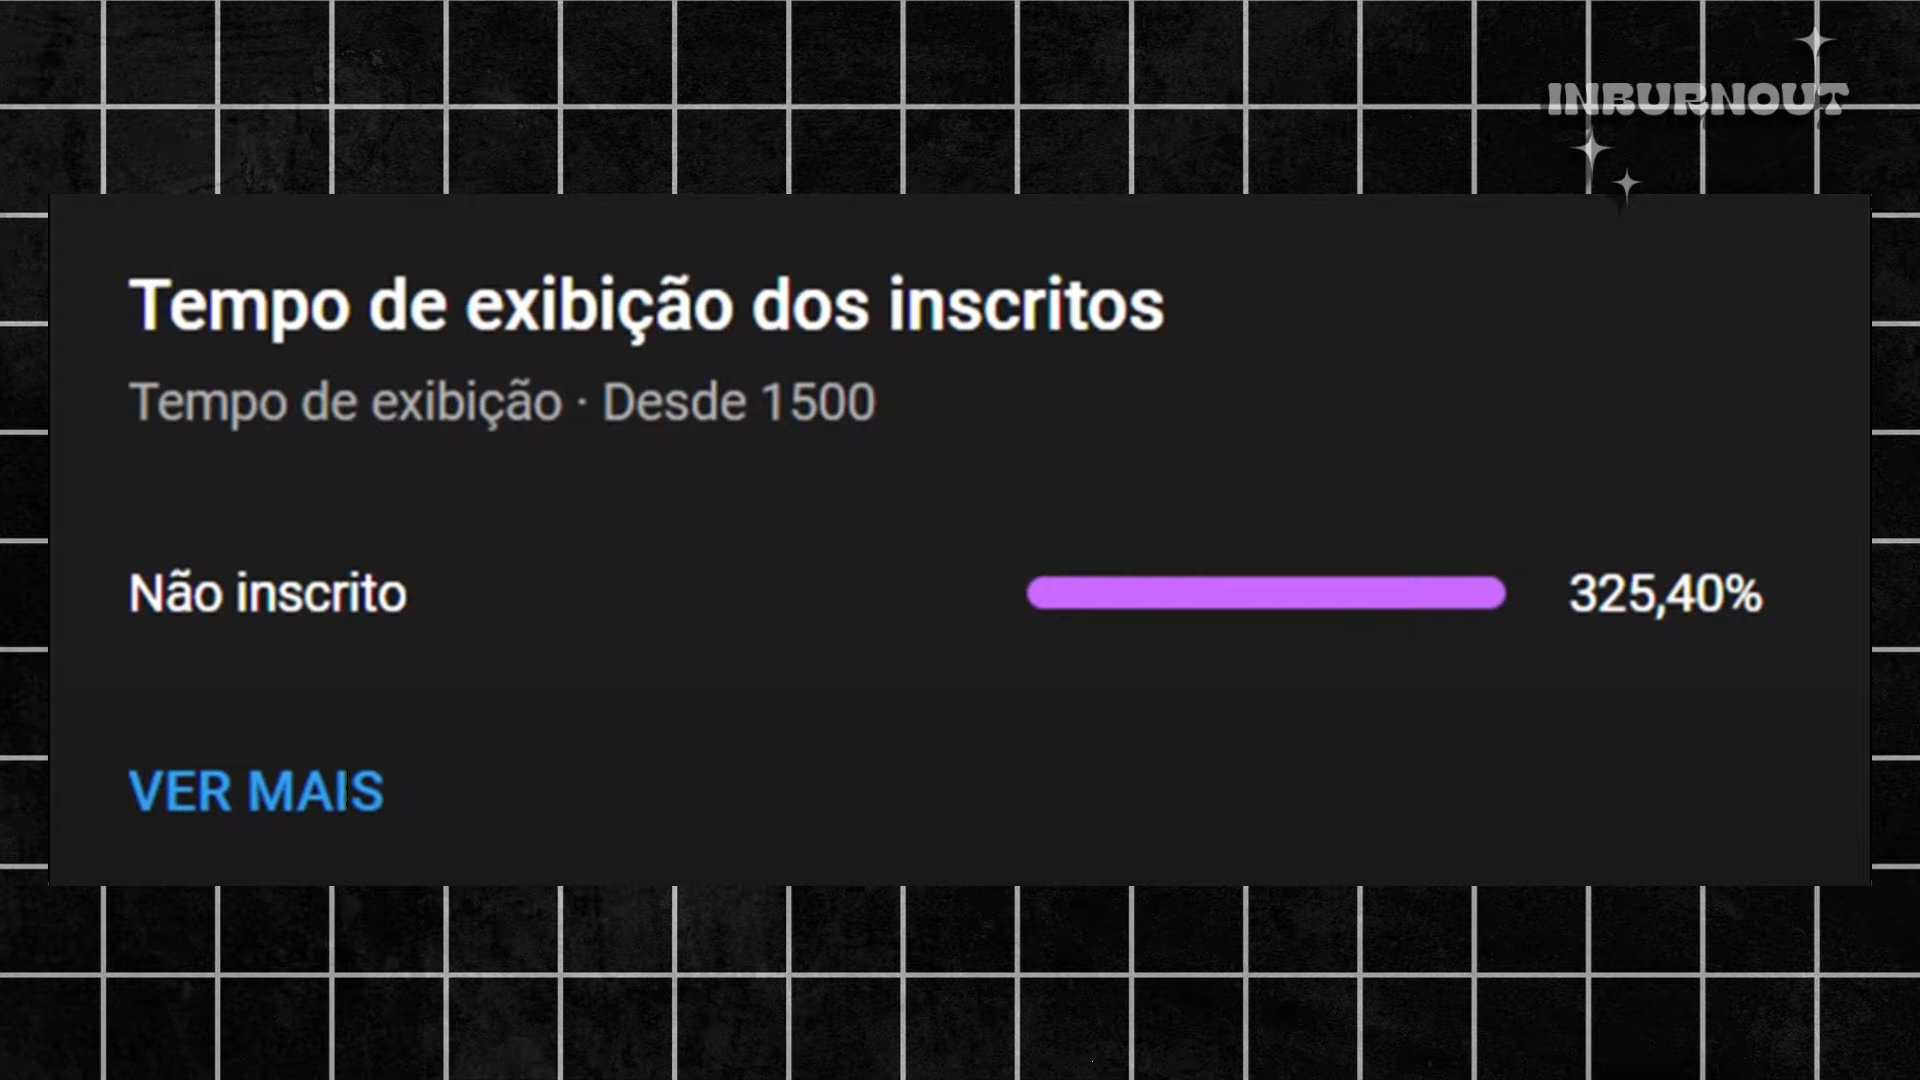 INBURNOUT
Tempo de exibição dos inscritos
Tempo de exibição · Desde 1500
Não inscrito
325,40%
VER MAIS